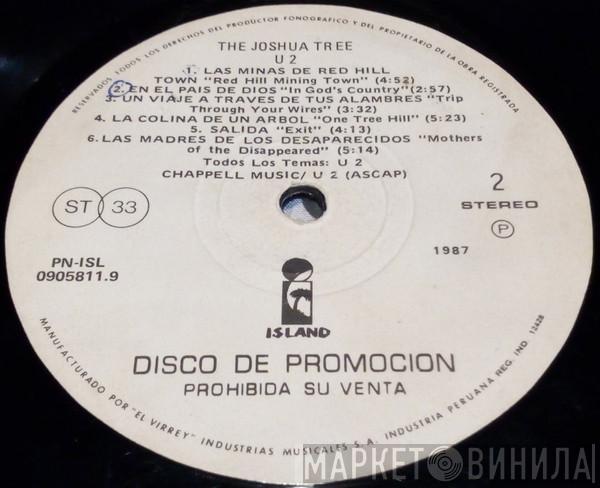 RESERVADOS TODOS LOS DERECHOS DEL PRODUCTOR FONOGRAFICO Y DEL PROPIETARIO DE LA OBRA REGISTRADA
THE JOSHUA TREE
U 2
1. LAS MINAS DE RED HILL
TOWN "Red Hill Mining Town" (4:52)
2. EN EL PAIS DE DIOS "In God's Country"(2:57)
3. UN VIAJE A TRAVES DE TUS ALAMBRES "Trip
Through Your Wires" (3:32)
4. LA COLINA DE UN ARBOL "One Tree Hill" (5:23)
5. SALIDA "Exit" (4:13)
6. LAS MADRES DE LOS DESAPARECIDOS "Mothers
of the Disappeared" (5:14)
Todos Los Temas: U 2
CHAPPELL MUSIC/ U 2 (ASCAP)
ST 33
2
STEREO
P
PN-ISL
0905811.9
1987
i
ISLAND
DISCO DE PROMOCION
PROHIBIDA SU VENTA
MANUFACTURADO POR "EL VIRREY" INDUSTRIAS MUSICALES S.A. INDUSTRIA PERUANA REG. IND. 12428
МАРКЕТ ВИНИЛА